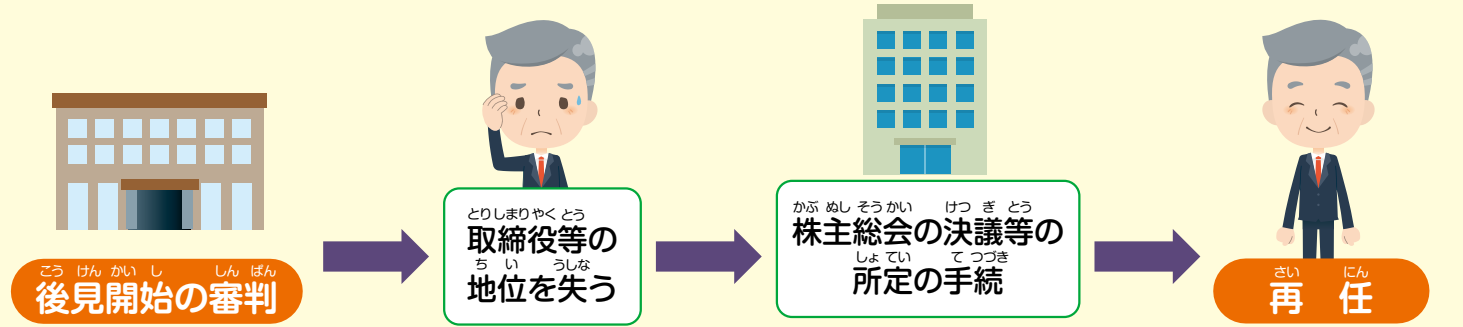 こう けん かい し しん ぱん
後見開始の審判
とりしまりやく とう
取締役等の
ち い うしな
地位を失う
かぶ ぬし そうかい けつ ぎ とう
株主総会の決議等の
しょ てい て つづき
所定の手続
さい にん
再 任